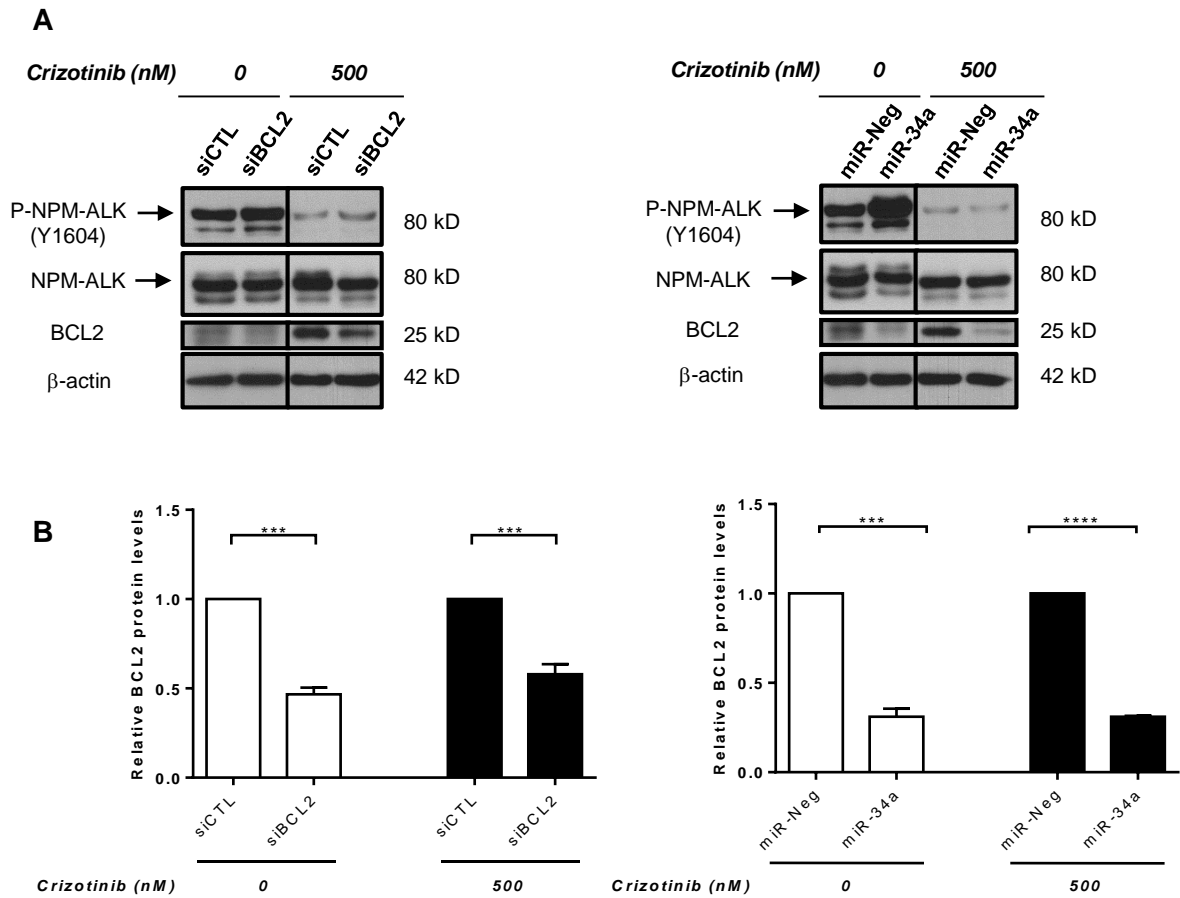 A
Crizotinib (nM) 0 500
siCTL siBCL2 siCTL siBCL2
P-NPM-ALK
(Y1604)
80 kD
NPM-ALK 80 kD
BCL2 25 kD
β-actin 42 kD
Crizotinib (nM) 0 500
miR-Neg miR-34a miR-Neg miR-34a
P-NPM-ALK
(Y1604)
80 kD
NPM-ALK 80 kD
BCL2 25 kD
β-actin 42 kD
B
Relative BCL2 protein levels
1.5
1.0
0.5
0.0
*** ***
siCTL siBCL2 siCTL siBCL2
Crizotinib (nM) 0 500
Relative BCL2 protein levels
1.5
1.0
0.5
0.0
*** ****
miR-Neg miR-34a miR-Neg miR-34a
Crizotinib (nM) 0 500